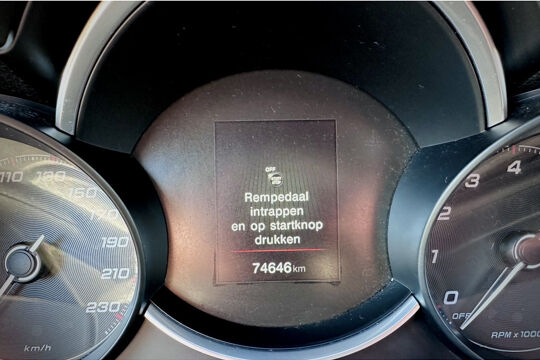 OFF
Rempedaal
intrappen
en op startknop
drukken
74646 km
110 130 150 170 190 210 230
km/h
0 1 2 3 4
OFF
RPM x 1000